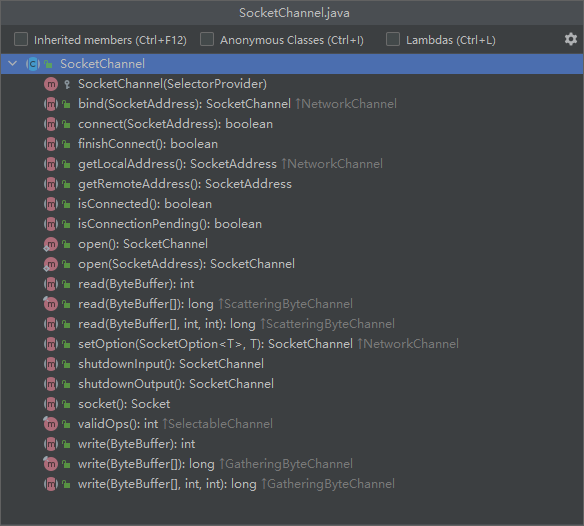 SocketChannel.java
Inherited members (Ctrl+F12) Anonymous Classes (Ctrl+I) Lambdas (Ctrl+L)
SocketChannel
SocketChannel(SelectorProvider)
bind(SocketAddress): SocketChannel ↑NetworkChannel
connect(SocketAddress): boolean
finishConnect(): boolean
getLocalAddress(): SocketAddress ↑NetworkChannel
getRemoteAddress(): SocketAddress
isConnected(): boolean
isConnectionPending(): boolean
open(): SocketChannel
open(SocketAddress): SocketChannel
read(ByteBuffer): int
read(ByteBuffer[]): long ↑ScatteringByteChannel
read(ByteBuffer[], int, int): long ↑ScatteringByteChannel
setOption(SocketOption<T>, T): SocketChannel ↑NetworkChannel
shutdownInput(): SocketChannel
shutdownOutput(): SocketChannel
socket(): Socket
validOps(): int ↑SelectableChannel
write(ByteBuffer): int
write(ByteBuffer[]): long ↑GatheringByteChannel
write(ByteBuffer[], int, int): long ↑GatheringByteChannel